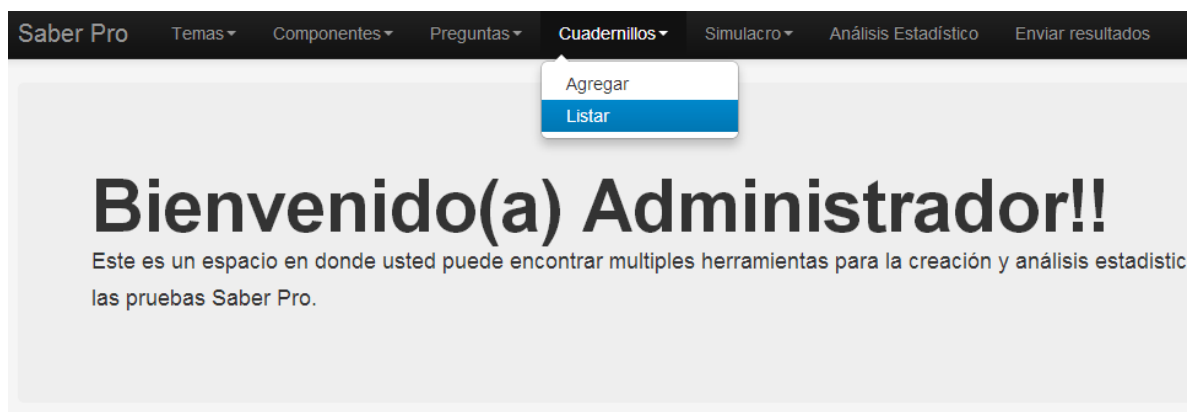 Saber Pro Temas Componentes Preguntas Cuadernillos Simulacro Análisis Estadístico Enviar resultados
Agregar
Listar
Bienvenido(a) Administrador!!
Este es un espacio en donde usted puede encontrar multiples herramientas para la creación y análisis estadistic
las pruebas Saber Pro.